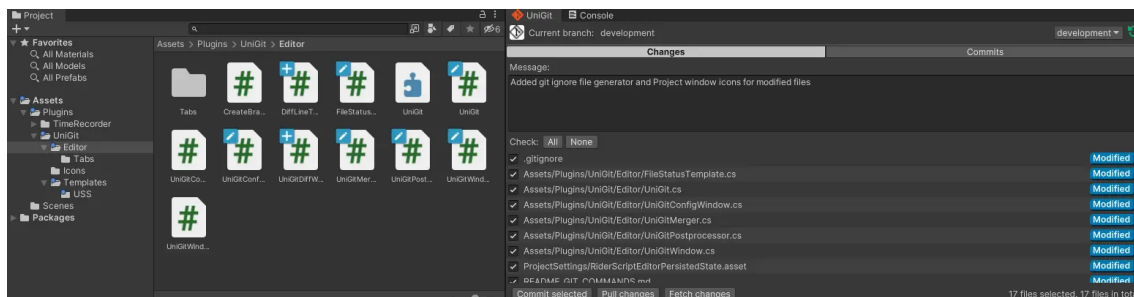 Project
6
Favorites
All Materials
All Models
All Prefabs
Assets
Plugins
TimeRecorder
UniGit
Editor
Tabs
Icons
Templates
USS
Scenes
Packages
Assets > Plugins > UniGit > Editor
Tabs
CreateBra...
DiffLineT...
FileStatus...
UniGit
UniGit
UniGitCo...
UniGitConf...
UniGitDiffW...
UniGitMer...
UniGitPost...
UniGitWind...
UniGitWind...
UniGit
Console
Current branch: development
development
Changes
Commits
Message:
Added git ignore file generator and Project window icons for modified files
Check: All None
.gitignore Modified
Assets/Plugins/UniGit/Editor/FileStatusTemplate.cs Modified
Assets/Plugins/UniGit/Editor/UniGit.cs Modified
Assets/Plugins/UniGit/Editor/UniGitConfigWindow.cs Modified
Assets/Plugins/UniGit/Editor/UniGitMerger.cs Modified
Assets/Plugins/UniGit/Editor/UniGitPostprocessor.cs Modified
Assets/Plugins/UniGit/Editor/UniGitWindow.cs Modified
ProjectSettings/RiderScriptEditorPersistedState.asset Modified
README_GIT_COMMANDS.md Modified
Commit selected Pull changes Fetch changes 17 files selected, 17 files in tot